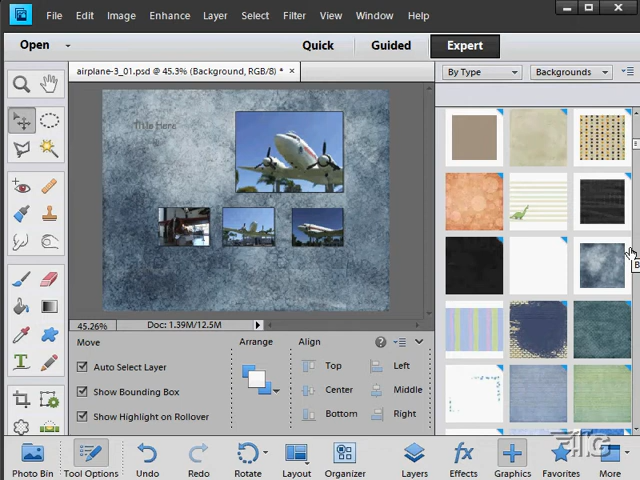 File Edit Image Enhance Layer Select Filter View Window Help
Open Quick Guided Expert
airplane-3_01.psd @ 45.3% (Background, RGB/8) * ×
By Type Backgrounds
Title Here
B
45.26% Doc: 1.39M/12.5M
Move Arrange Align
Auto Select Layer Top Left
Show Bounding Box Center Middle
Show Highlight on Rollover Bottom Right
Photo Bin Tool Options Undo Redo Rotate Layout Organizer Layers Effects Graphics Favorites More